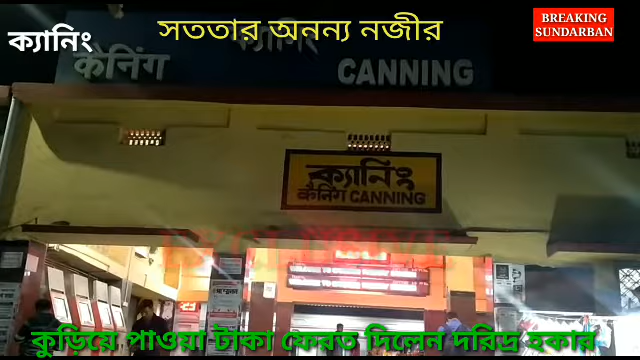 সততার অনন্য নজীর
BREAKING
SUNDARBAN
ক্যানিং
ক্যানিং
कैनिंग
CANNING
ক্যানিং
कैनिंग CANNING
কুড়িয়ে পাওয়া টাকা ফেরত দিলেন দরিদ্র হকার